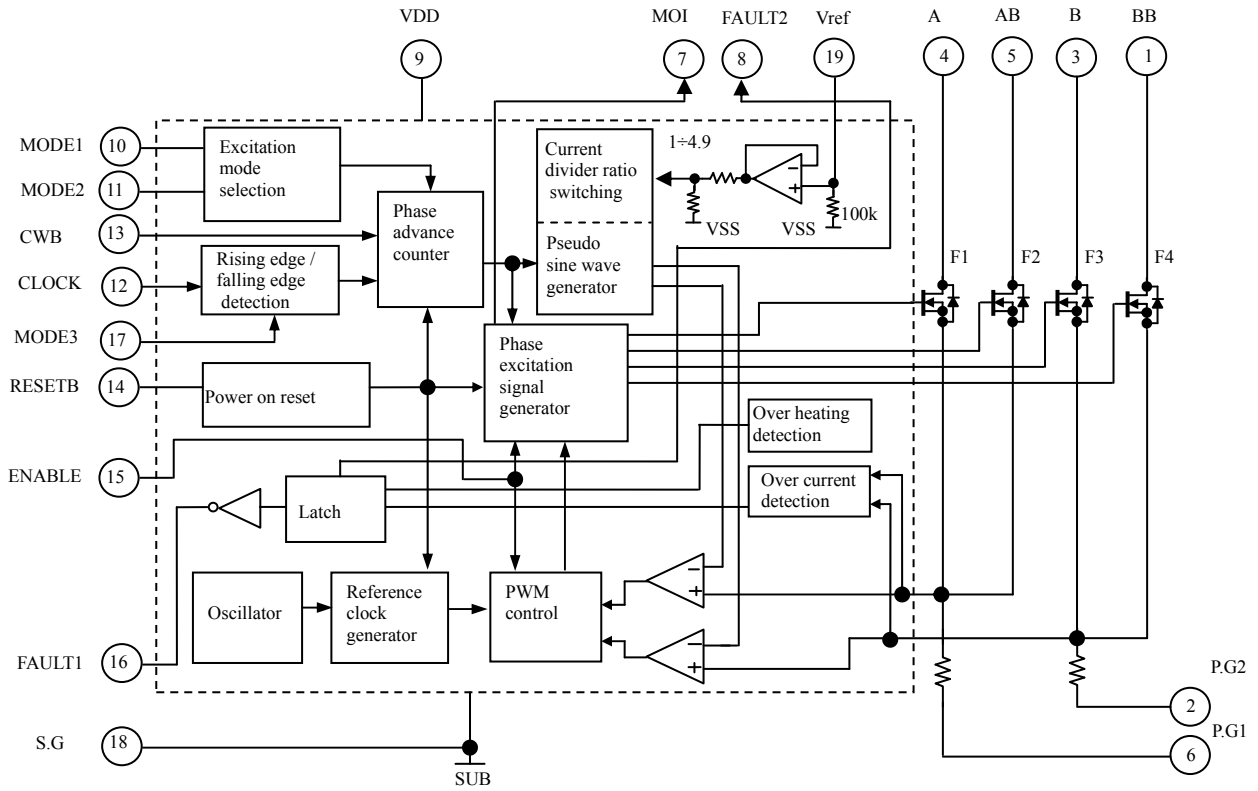 VDD
MOI
FAULT2
Vref
A
AB
B
BB
9
7
8
19
4
5
3
1
MODE1
10
MODE2
11
CWB
13
CLOCK
12
MODE3
17
RESETB
14
ENABLE
15
FAULT1
16
S.G
18
Excitation
mode
selection
Phase
advance
counter
Rising edge /
falling edge
detection
Power on reset
Current
divider ratio
switching
Pseudo
sine wave
generator
1÷4.9
−
+
VSS
VSS
100k
F1
F2
F3
F4
Phase
excitation
signal
generator
Over heating
detection
Over current
detection
Latch
Oscillator
Reference
clock
generator
PWM
control
−
+
−
+
P.G2
2
P.G1
6
SUB